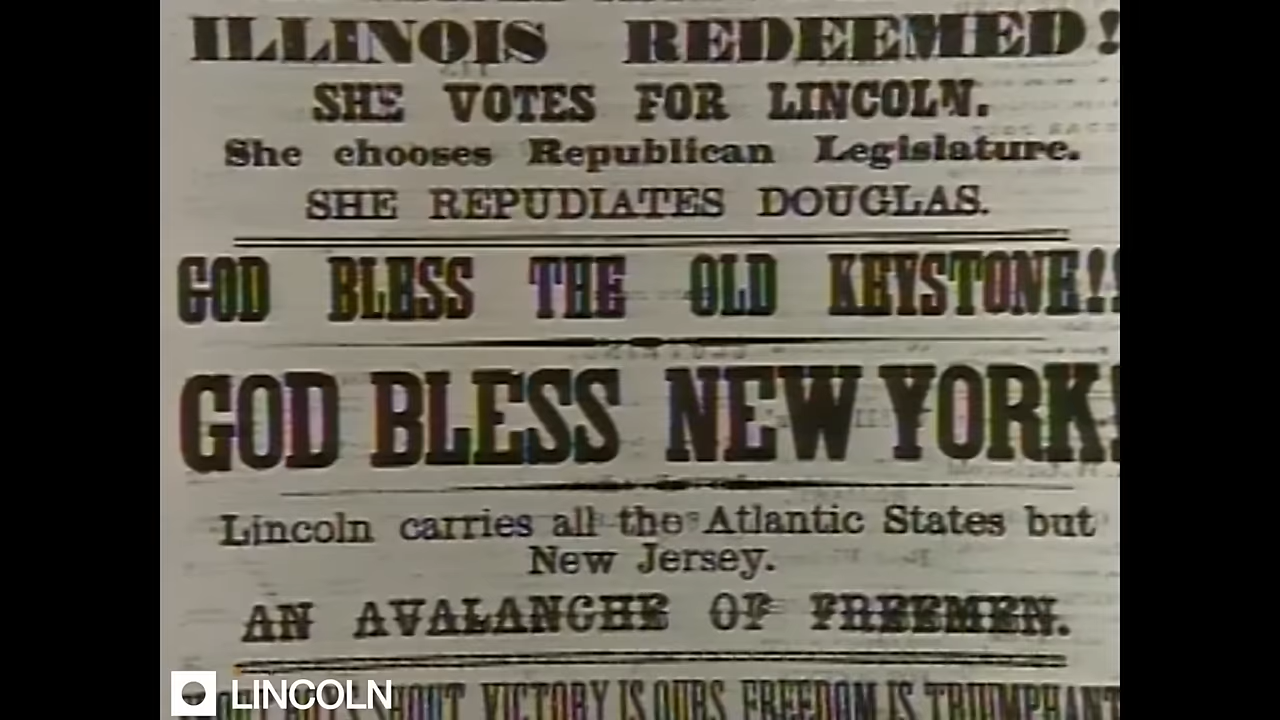 ILLINOIS REDEEMED!
SHE VOTES FOR LINCOLN.
She chooses Republican Legislature.
SHE REPUDIATES DOUGLAS.
GOD BLESS THE OLD KEYSTONE!!
GOD BLESS NEW YORK!
Lincoln carries all the Atlantic States but
New Jersey.
AN AVALANCHE OF FREEMEN.
SHOUT VICTORY IS OURS FREEDOM IS TRIUMPHANT
LINCOLN